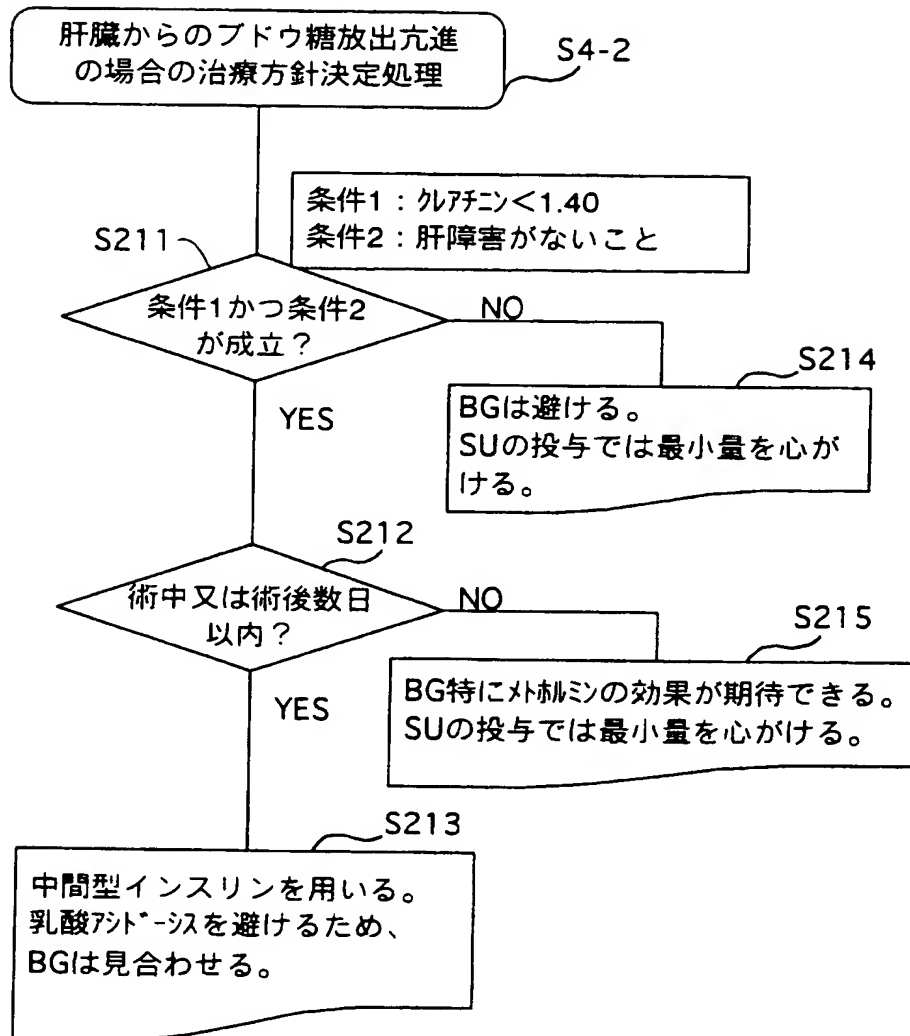 肝臓からのブドウ糖放出亢進
の場合の治療方針決定処理
S4-2
条件1：クレアチニン＜1.40
条件2：肝障害がないこと
S211
条件1かつ条件2
が成立？
NO
S214
YES
BGは避ける。
SUの投与では最小量を心が
ける。
S212
術中又は術後数日
以内？
NO
S215
YES
BG特にメトホルミンの効果が期待できる。
SUの投与では最小量を心がける。
S213
中間型インスリンを用いる。
乳酸アシドーシスを避けるため、
BGは見合わせる。